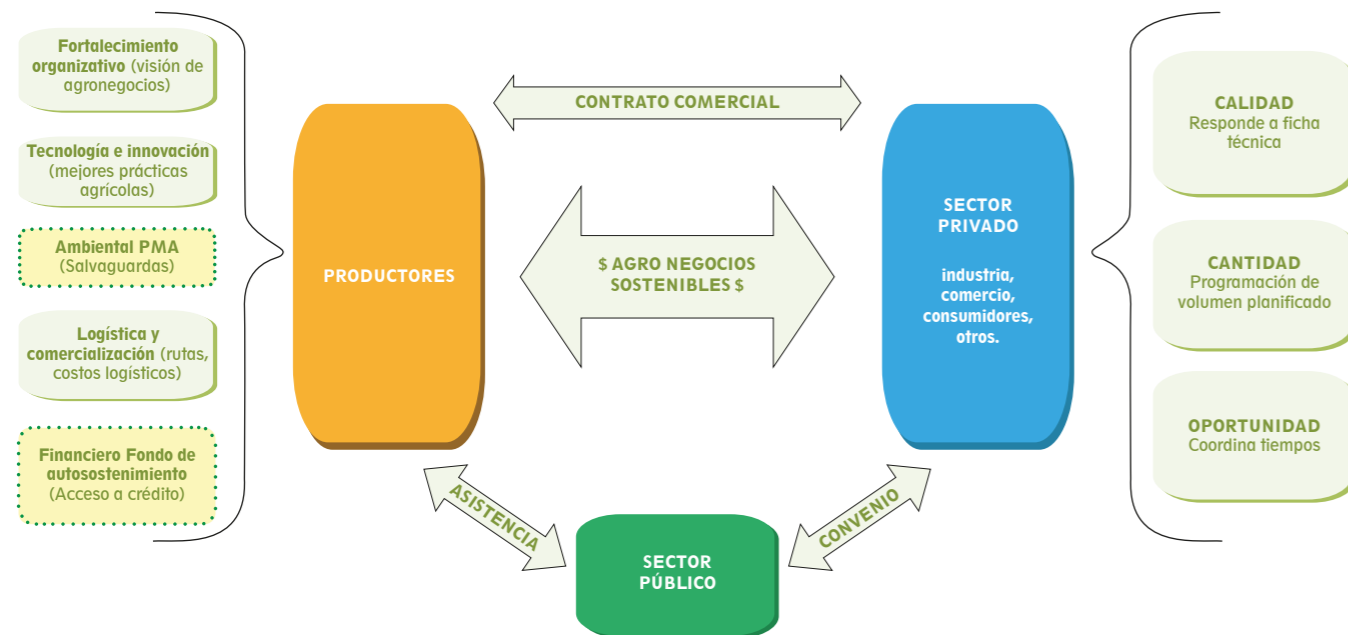 Fortalecimiento
organizativo (visión de
agronegocios)
Tecnología e innovación
(mejores prácticas
agrícolas)
Ambiental PMA
(Salvaguardas)
Logística y
comercialización (rutas,
costos logísticos)
Financiero Fondo de
autosostenimiento
(Acceso a crédito)
PRODUCTORES
CONTRATO COMERCIAL
$ AGRO NEGOCIOS
SOSTENIBLES $
ASISTENCIA
SECTOR
PÚBLICO
CONVENIO
SECTOR
PRIVADO
industria,
comercio,
consumidores,
otros.
CALIDAD
Responde a ficha
técnica
CANTIDAD
Programación de
volumen planificado
OPORTUNIDAD
Coordina tiempos